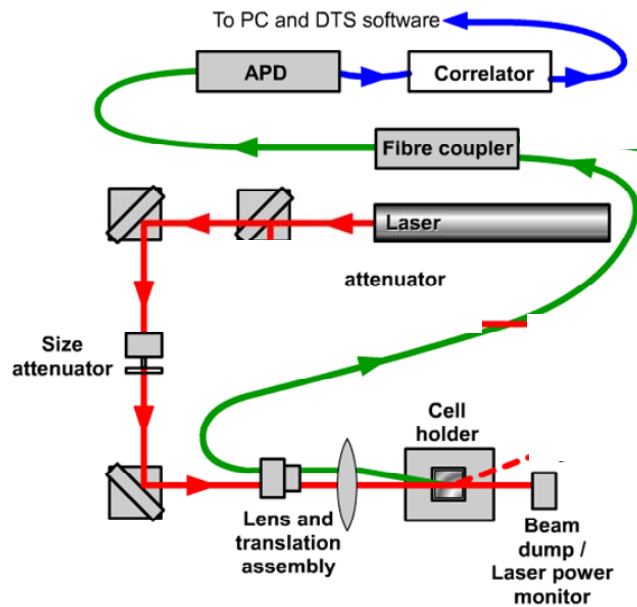 To PC and DTS software
APD
Correlator
Fibre coupler
Laser
attenuator
Size
attenuator
Cell
holder
Lens and
translation
assembly
Beam
dump /
Laser power
monitor